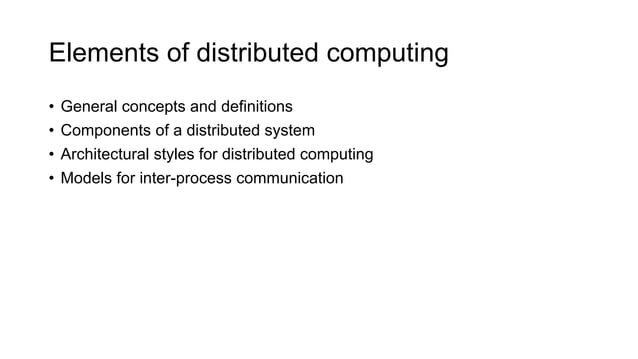 Elements of distributed computing
• General concepts and definitions
• Components of a distributed system
• Architectural styles for distributed computing
• Models for inter-process communication